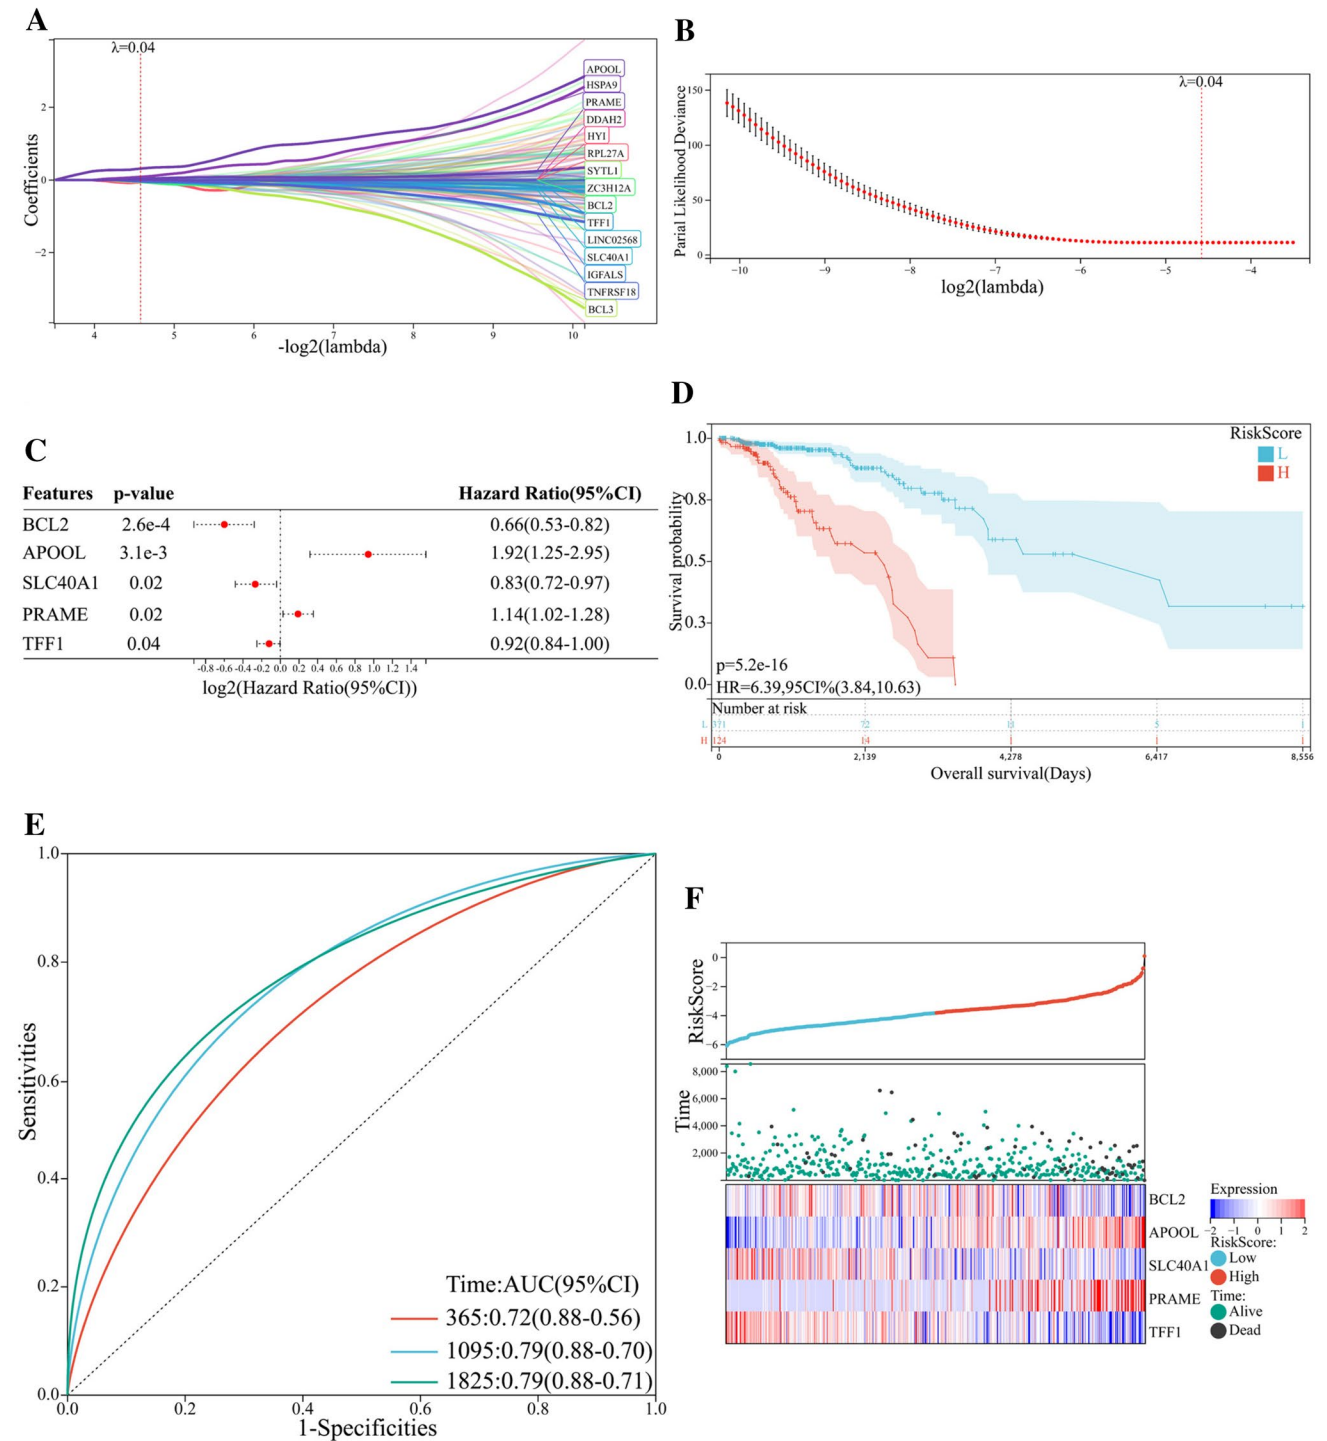 A
λ=0.04
2
0
−2
Coefficients
APOOL
HSPA9
PRAME
DDAH2
HYI
RPL27A
SYTL1
ZC3H12A
BCL2
TFF1
LINC02568
SLC40A1
IGFALS
TNFRSF18
BCL3
4 5 6 7 8 9 10
-log2(lambda)
B
λ=0.04
150
100
50
0
Parial Likelihood Deviance
−10 −9 −8 −7 −6 −5 −4
log2(lambda)
C
Features p-value Hazard Ratio(95%CI)
BCL2 2.6e-4 0.66(0.53-0.82)
APOOL 3.1e-3 1.92(1.25-2.95)
SLC40A1 0.02 0.83(0.72-0.97)
PRAME 0.02 1.14(1.02-1.28)
TFF1 0.04 0.92(0.84-1.00)
-0.8 -0.6 -0.4 -0.2 0.0 0.2 0.4 0.6 0.8 1.0 1.2 1.4
log2(Hazard Ratio(95%CI))
D
RiskScore
L
H
1.0
0.8
0.5
0.3
0.0
Survival probability
p=5.2e-16
HR=6.39,95CI%(3.84,10.63)
Number at risk
L 371 72 11 5 1
H 124 14 1 1 1
0 2,139 4,278 6,417 8,556
Overall survival(Days)
E
1.0
0.8
0.6
0.4
0.2
0.0
Sensitivities
Time:AUC(95%CI)
365:0.72(0.88-0.56)
1095:0.79(0.88-0.70)
1825:0.79(0.88-0.71)
0.0 0.2 0.4 0.6 0.8 1.0
1-Specificities
F
0
−2
−4
−6
RiskScore
8,000
6,000
4,000
2,000
Time
BCL2
APOOL
SLC40A1
PRAME
TFF1
Expression
−2 −1 0 1 2
RiskScore:
Low
High
Time:
Alive
Dead